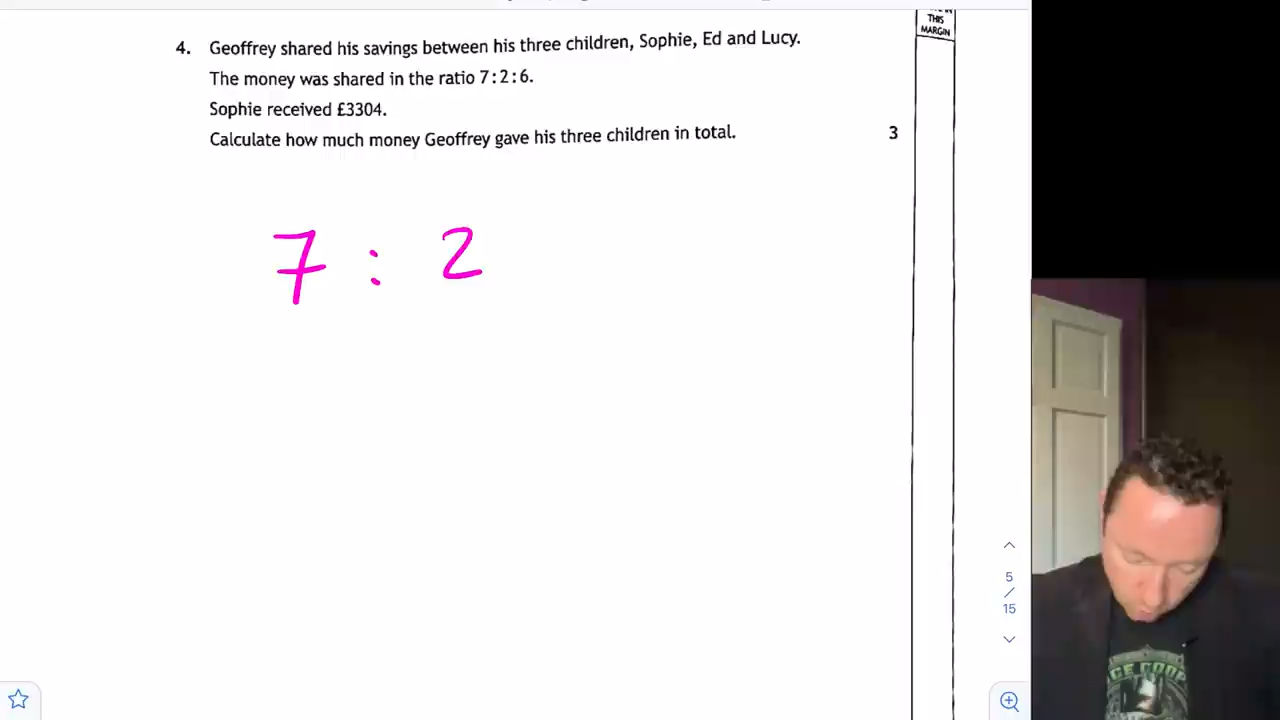 THIS
MARGIN
4. Geoffrey shared his savings between his three children, Sophie, Ed and Lucy.
The money was shared in the ratio 7:2:6.
Sophie received £3304.
Calculate how much money Geoffrey gave his three children in total. 3
7 : 2
5
/
15